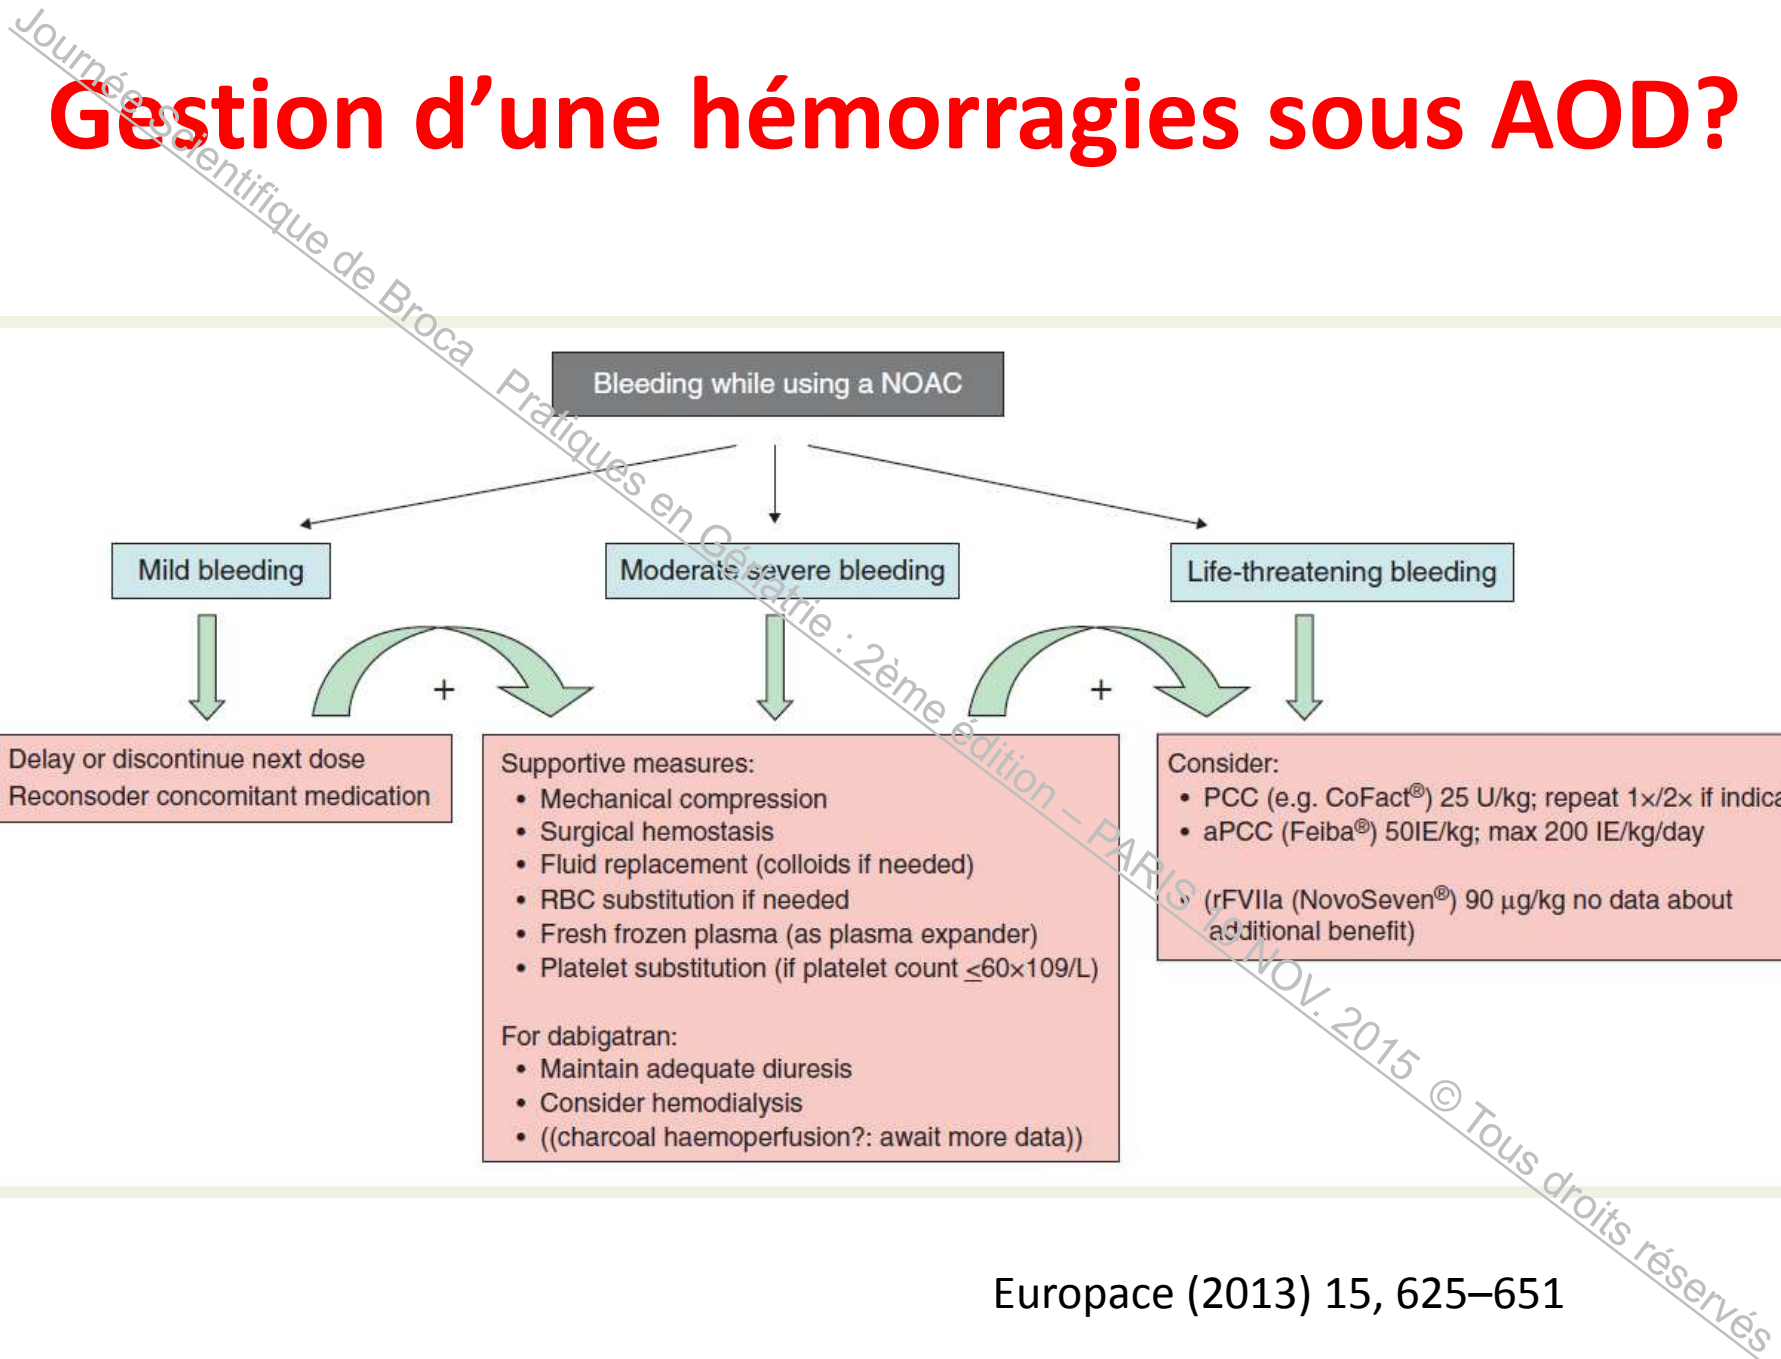 Gestion d’une hémorragies sous AOD?
Bleeding while using a NOAC
Mild bleeding
Moderate severe bleeding
Life-threatening bleeding
+
+
Delay or discontinue next dose
Reconsoder concomitant medication
Supportive measures:
• Mechanical compression
• Surgical hemostasis
• Fluid replacement (colloids if needed)
• RBC substitution if needed
• Fresh frozen plasma (as plasma expander)
• Platelet substitution (if platelet count ≤60×109/L)
For dabigatran:
• Maintain adequate diuresis
• Consider hemodialysis
• ((charcoal haemoperfusion?: await more data))
Consider:
• PCC (e.g. CoFact®) 25 U/kg; repeat 1×/2× if indica
• aPCC (Feiba®) 50IE/kg; max 200 IE/kg/day
• (rFVIIa (NovoSeven®) 90 μg/kg no data about
additional benefit)
Europace (2013) 15, 625–651
Journée Scientifique de Broca Pratiques en Gériatrie : 2ème édition – PARIS 19 NOV. 2015 © Tous droits réservés